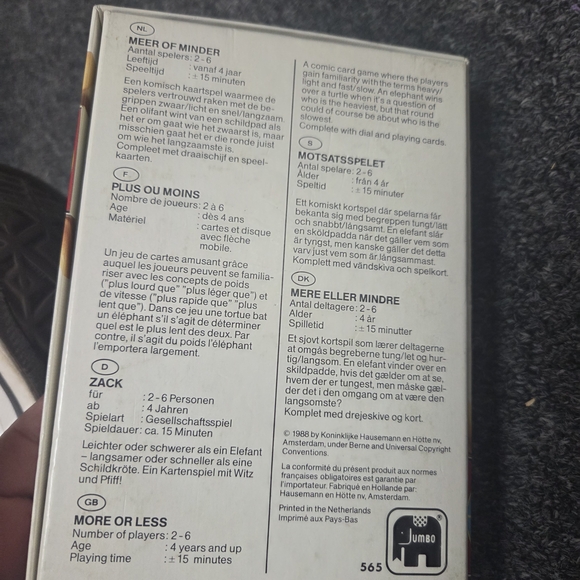 NL
MEER OF MINDER
Aantal spelers: 2-6
Leeftijd : vanaf 4 jaar
Speeltijd : ± 15 minuten
Een komisch kaartspel waarmee de
spelers vertrouwd raken met de be-
grippen zwaar/licht en snel/langzaam.
Een olifant wint van een schildpad als
het er om gaat wie het zwaarst is, maar
misschien gaat het er die ronde juist
om wie het langzaamste is.
Compleet met draaischijf en speel-
kaarten.
F
PLUS OU MOINS
Nombre de joueurs: 2 à 6
Age : dès 4 ans
Matériel : cartes et disque
avec flèche
mobile.
Un jeu de cartes amusant grâce
auquel les joueurs peuvent se familia-
riser avec les concepts de poids
("plus lourd que" "plus léger que") et
de vitesse ("plus rapide que" "plus
lent que"). Dans ce jeu une tortue bat
un éléphant s'il s'agit de déterminer
quel est le plus lent des deux. Par
contre, il s'agit du poids l'éléphant
l'emportera largement.
D
ZACK
für : 2-6 Personen
ab : 4 Jahren
Spielart : Gesellschaftsspiel
Spieldauer: ca. 15 Minuten
Leichter oder schwerer als ein Elefant
– langsamer oder schneller als eine
Schildkröte. Ein Kartenspiel mit Witz
und Pfiff!
GB
MORE OR LESS
Number of players: 2-6
Age : 4 years and up
Playing time : ± 15 minutes
A comic card game where the players
gain familiarity with the terms heavy/
light and fast/slow. An elephant wins
over a turtle when it's a question of
who is the heaviest, but that round
could of course be about who is the
slowest.
Complete with dial and playing cards.
S
MOTSATSSPELET
Antal spelare: 2-6
Ålder : från 4 år
Speltid : ± 15 minuter
Ett komiskt kortspel där spelarna får
bekanta sig med begreppen tungt/lätt
och snabbt/långsamt. En elefant slår
en sköldpadda när det gäller vem som
är tyngst, men kanske gäller det detta
varv just vem som är långsammast.
Komplett med vändskiva och spelkort.
DK
MERE ELLER MINDRE
Antal deltagere: 2-6
Alder : 4 år
Spilletid : ± 15 minutter
Et sjovt kortspil som lærer deltagerne
at omgås begreberne tung/let og hur-
tig/langsom. En elefant vinder over en
skildpadde, hvis det gælder om at se,
hvem der er tungest, men måske gæl-
der det i den omgang om at være den
langsomste?
Komplet med drejeskive og kort.
© 1988 by Koninklijke Hausemann en Hötte nv,
Amsterdam, under Berne and Universal Copyright
Conventions.
La conformité du présent produit aux normes
françaises obligatoires est garantie par
l'importateur. Fabriqué en Hollande par:
Hausemann en Hötte nv, Amsterdam.
Printed in the Netherlands
Imprimé aux Pays-Bas
565
JUMBO